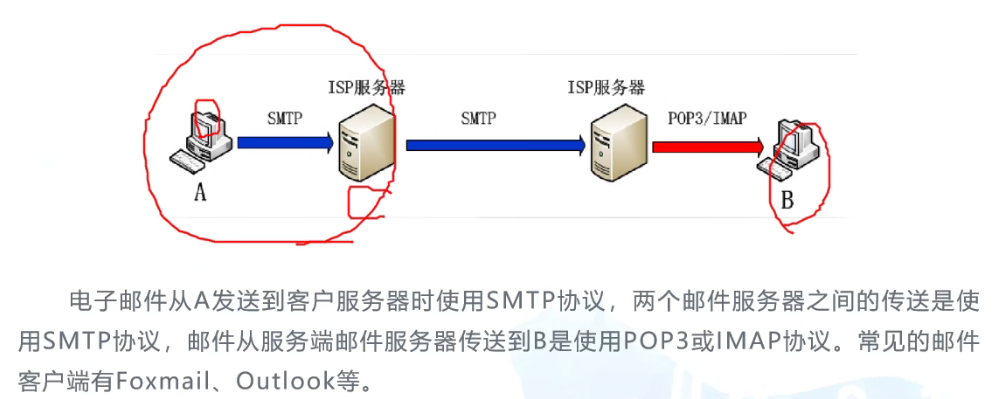 ISP服务器 ISP服务器
SMTP SMTP POP3/IMAP
A B
电子邮件从A发送到客户服务器时使用SMTP协议，两个邮件服务器之间的传送是使
用SMTP协议，邮件从服务端邮件服务器传送到B是使用POP3或IMAP协议。常见的邮件
客户端有Foxmail、Outlook等。